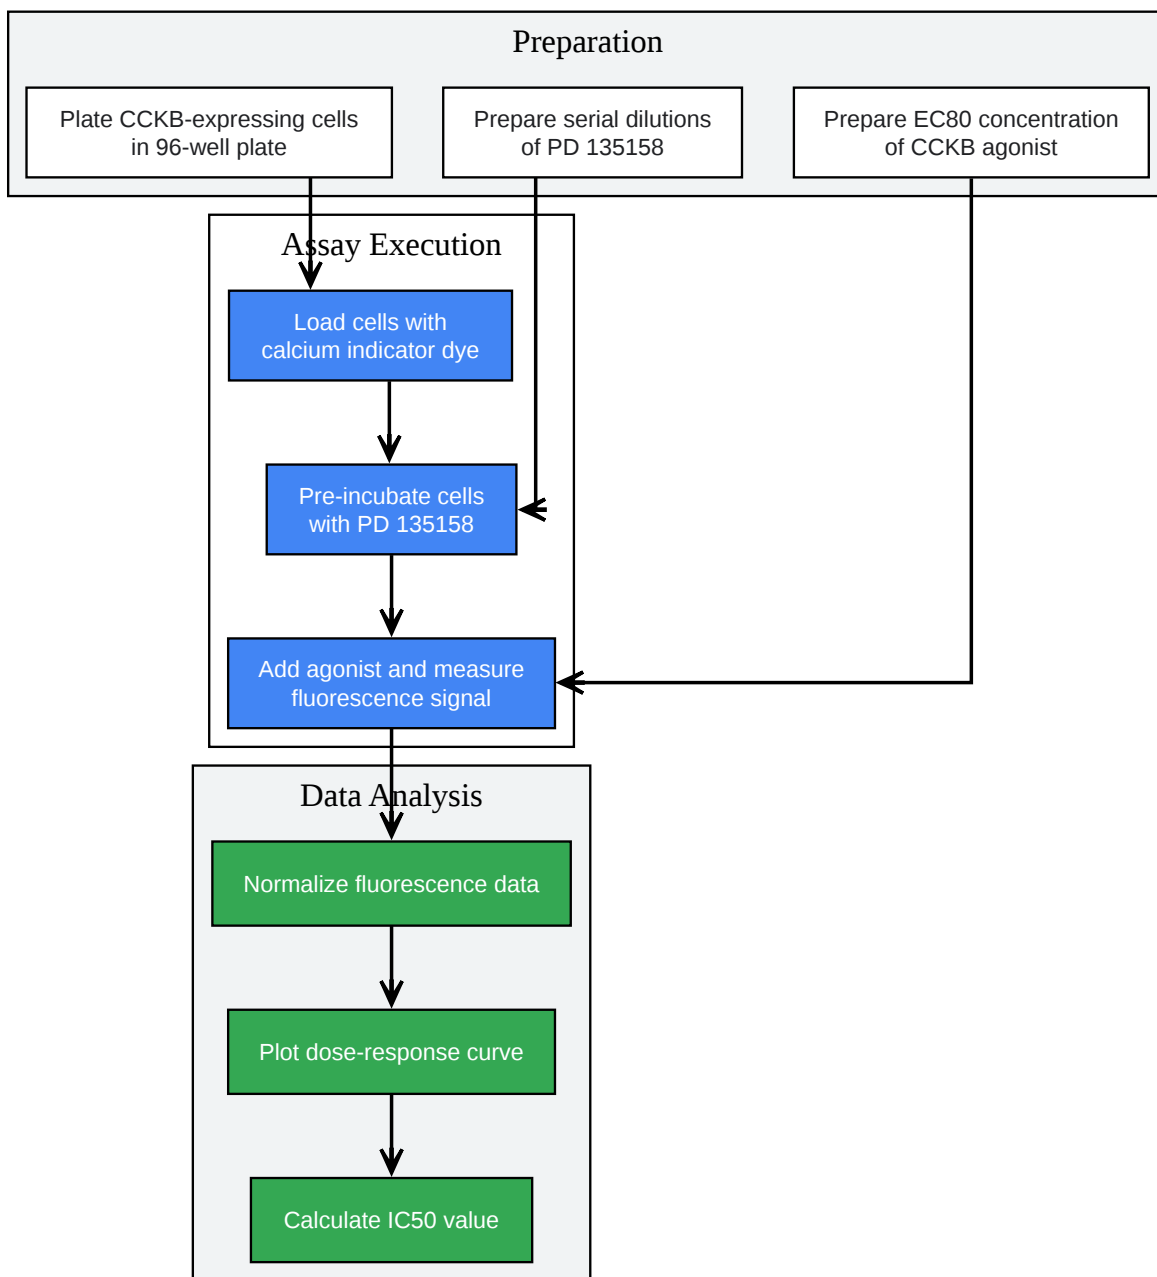 Preparation
Plate CCKB-expressing cells
in 96-well plate
Prepare serial dilutions
of PD 135158
Prepare EC80 concentration
of CCKB agonist
Assay Execution
Load cells with
calcium indicator dye
Pre-incubate cells
with PD 135158
Add agonist and measure
fluorescence signal
Data Analysis
Normalize fluorescence data
Plot dose-response curve
Calculate IC50 value